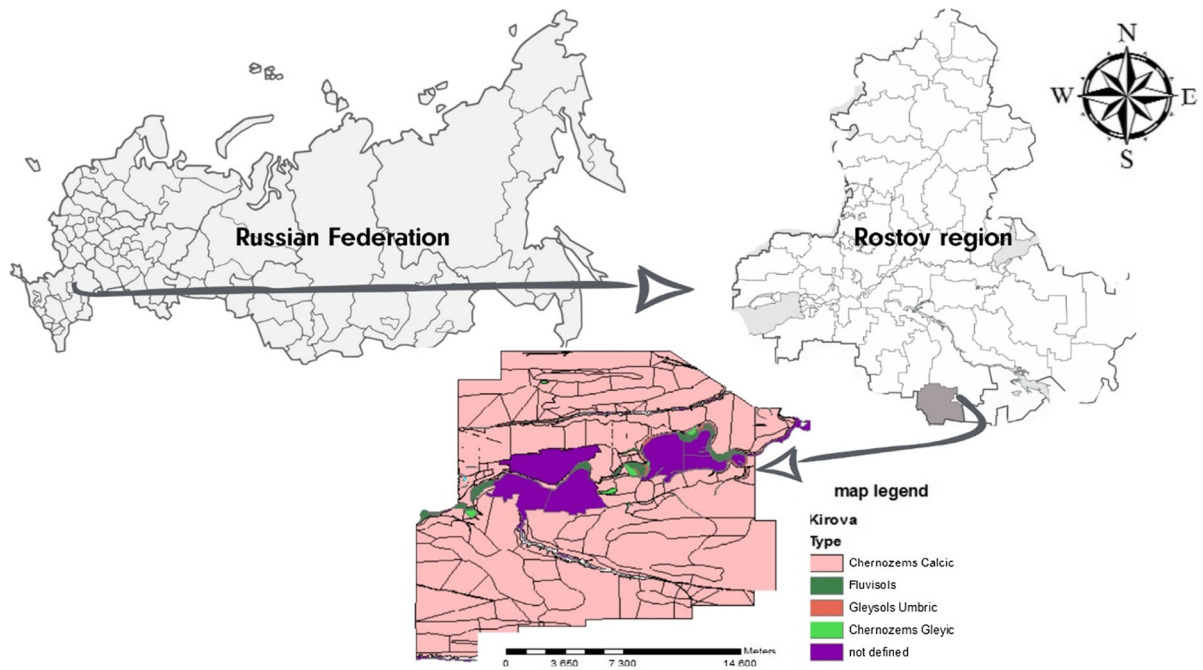 N
W E
S
Russian Federation
Rostov region
map legend
Kirova
Type
Chernozems Calcic
Fluvisols
Gleysols Umbric
Chernozems Gleyic
not defined
Meters
0 3 650 7 300 14 600